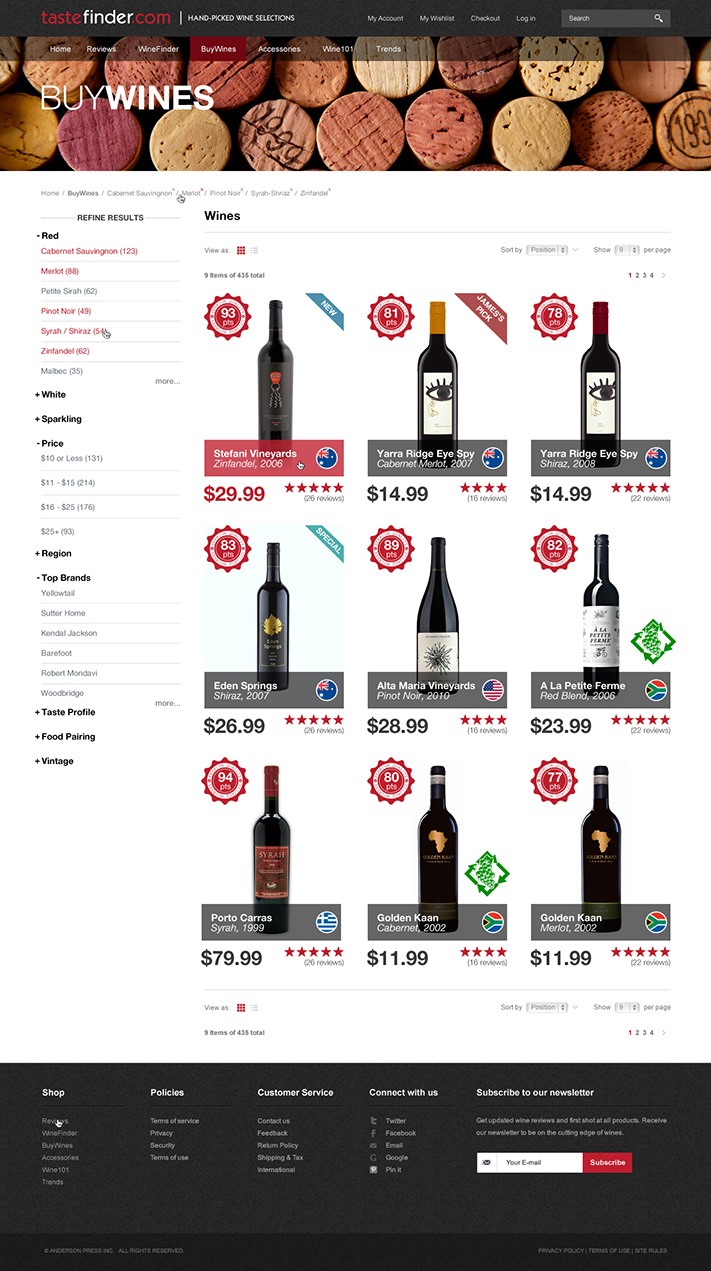 tastefinder.com | HAND-PICKED WINE SELECTIONS
My Account My Wishlist Checkout Log in Search
Home Reviews WineFinder BuyWines Accessories Wine101 Trends
BUYWINES
Home / BuyWines / Cabernet Sauvirignon x / Merlot x / Pinot Noir x / Syrah-Shriaz x / Zinfandel x
REFINE RESULTS
- Red
Cabernet Sauvingnon (123)
Merlot (88)
Petite Sirah (62)
Pinot Noir (49)
Syrah / Shiraz (54)
Zinfandel (62)
Malbec (35)
more...
+ White
+ Sparkling
- Price
$10 or Less (131)
$11 - $15 (214)
$16 - $25 (176)
$25+ (93)
+ Region
- Top Brands
Yellowtail
Sutter Home
Kendal Jackson
Barefoot
Robert Mondavi
Woodbridge
more...
+ Taste Profile
+ Food Pairing
+ Vintage
Wines
View as: Sort by Position Show 9 per page
9 Items of 435 total 1 2 3 4 >
93 pts
NEW
Stefani Vineyards
Zinfandel, 2006
$29.99
(26 reviews)
81 pts
JAMES'S PICK
Yarra Ridge Eye Spy
Cabernet Merlot, 2007
$14.99
(16 reviews)
78 pts
Yarra Ridge Eye Spy
Shiraz, 2008
$14.99
(22 reviews)
83 pts
SPECIAL
Eden Springs
Eden Springs
Shiraz, 2007
$26.99
(26 reviews)
89 pts
Alta Maria Vineyards
Pinot Noir, 2010
$28.99
(16 reviews)
82 pts
À LA PETITE FERME
A La Petite Ferme
Red Blend, 2006
$23.99
(22 reviews)
94 pts
SYRAH
Porto Carras
Syrah, 1999
$79.99
(26 reviews)
80 pts
GOLDEN KAAN
Golden Kaan
Cabernet, 2002
$11.99
(16 reviews)
77 pts
GOLDEN KAAN
Golden Kaan
Merlot, 2002
$11.99
(22 reviews)
View as: Sort by Position Show 9 per page
9 Items of 435 total 1 2 3 4 >
Shop
Reviews
WineFinder
BuyWines
Accessories
Wine101
Trends
Policies
Terms of service
Privacy
Security
Terms of use
Customer Service
Contact us
Feedback
Return Policy
Shipping & Tax
International
Connect with us
Twitter
Facebook
Email
Google
Pin it
Subscribe to our newsletter
Get updated wine reviews and first shot at all products. Receive
our newsletter to be on the cutting edge of wines.
Your E-mail Subscribe
© ANDERSON PRESS INC. ALL RIGHTS RESERVED.
PRIVACY POLICY | TERMS OF USE | SITE RULES